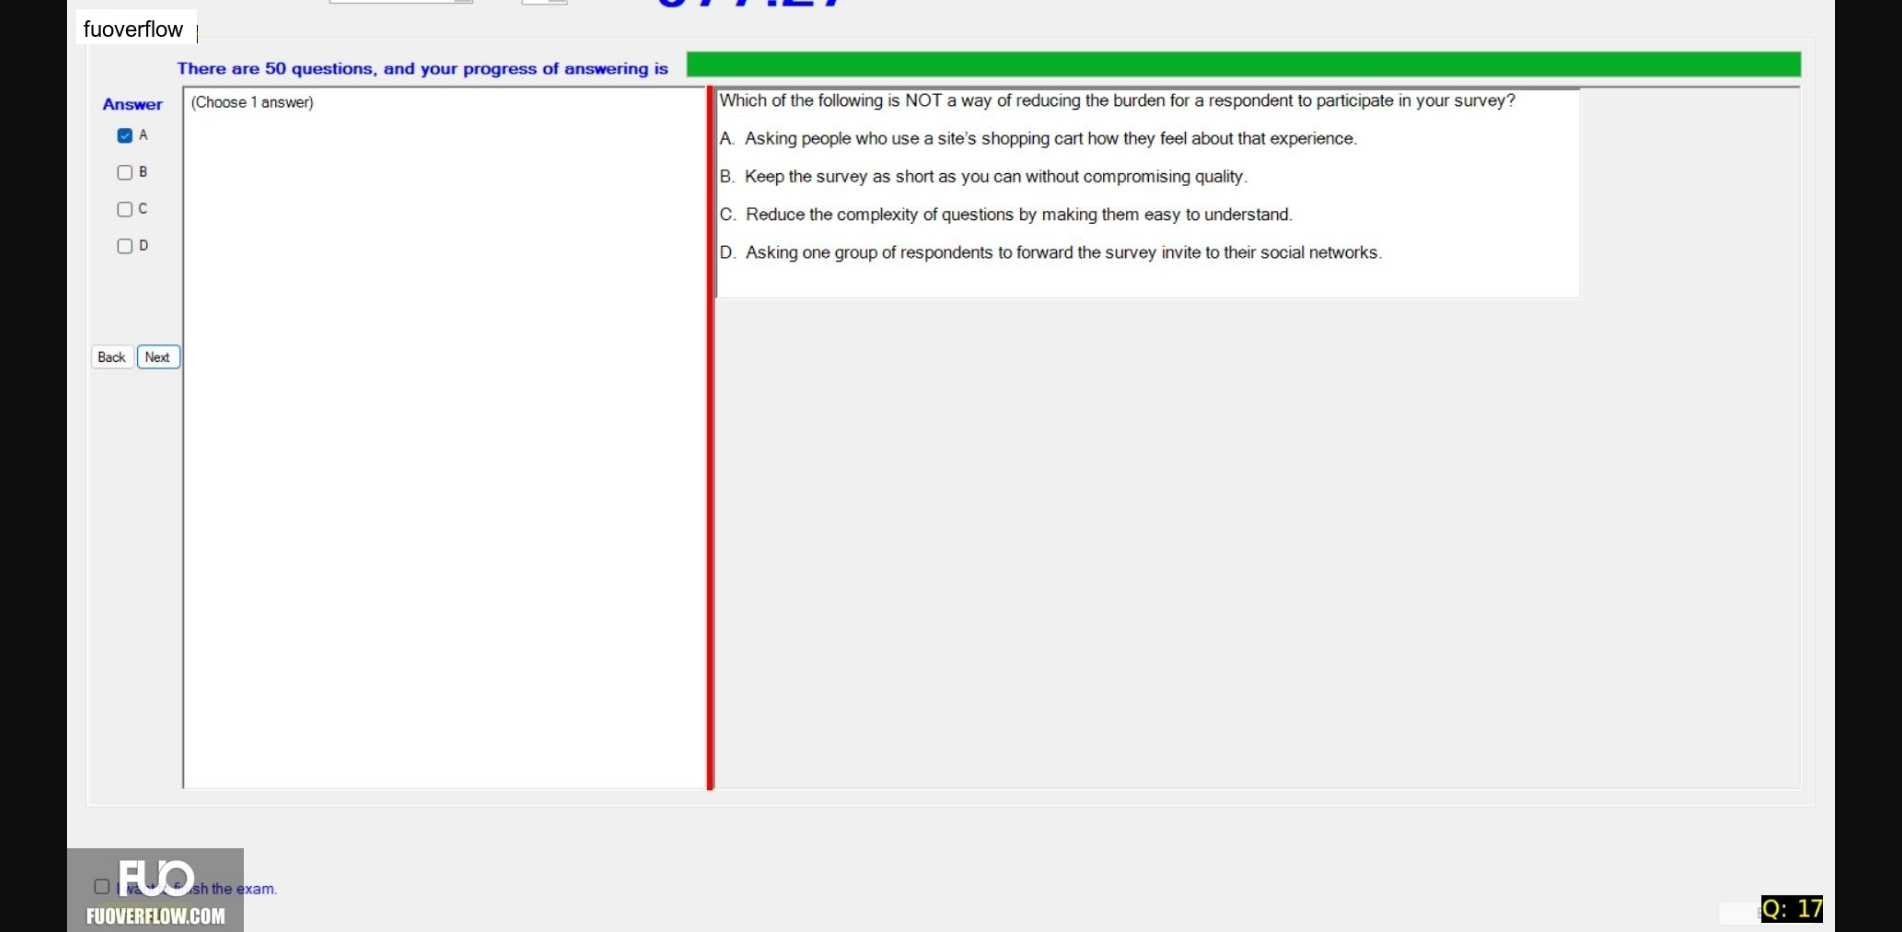 fuoverflow
There are 50 questions, and your progress of answering is
Answer
A
B
C
D
Back Next
(Choose 1 answer)
Which of the following is NOT a way of reducing the burden for a respondent to participate in your survey?
A. Asking people who use a site's shopping cart how they feel about that experience.
B. Keep the survey as short as you can without compromising quality.
C. Reduce the complexity of questions by making them easy to understand.
D. Asking one group of respondents to forward the survey invite to their social networks.
FUO
the exam.
FUOVERFLOW.COM
Q: 17